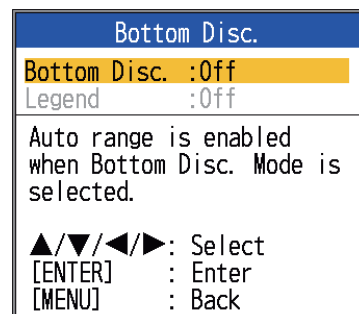 Bottom Disc.
Bottom Disc. :Off
Legend :Off
Auto range is enabled
when Bottom Disc. Mode is
selected.
▲/▼/◀/▶: Select
[ENTER] : Enter
[MENU] : Back